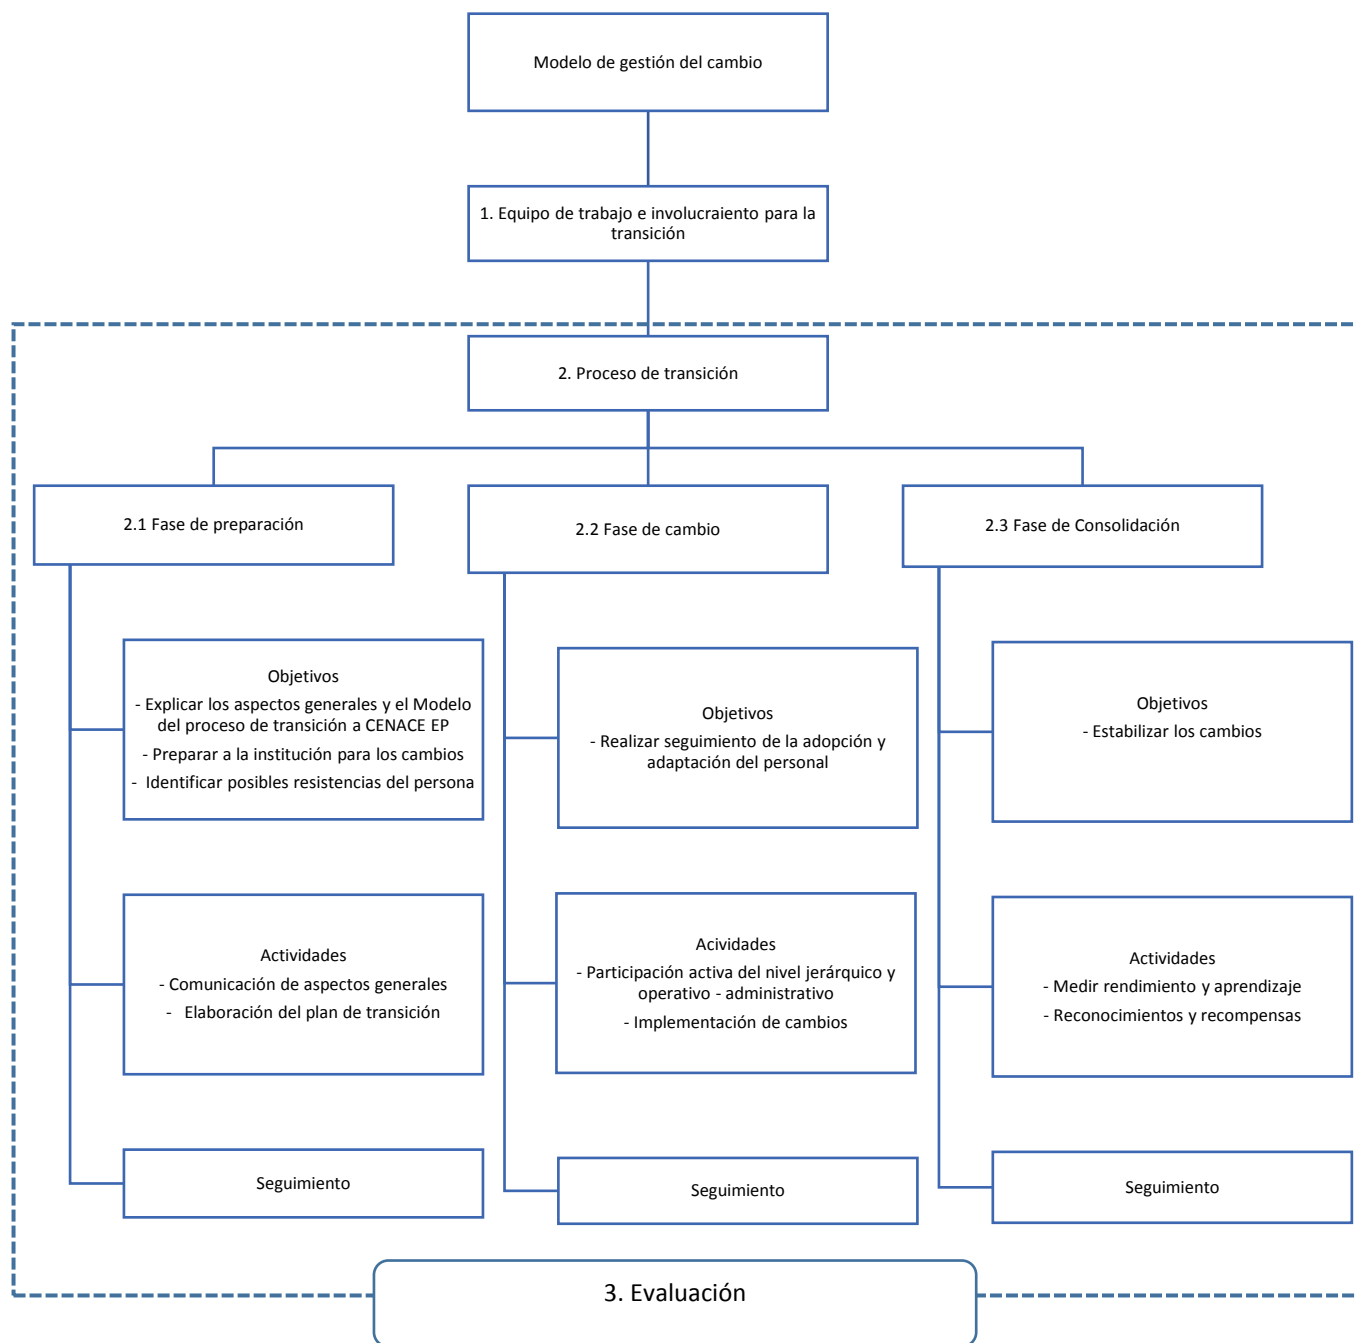 Modelo de gestión del cambio
1. Equipo de trabajo e involucraiento para la
transición
2. Proceso de transición
2.1 Fase de preparación
Objetivos
- Explicar los aspectos generales y el Modelo
del proceso de transición a CENACE EP
- Preparar a la institución para los cambios
- Identificar posibles resistencias del persona
Actividades
- Comunicación de aspectos generales
- Elaboración del plan de transición
Seguimiento
2.2 Fase de cambio
Objetivos
- Realizar seguimiento de la adopción y
adaptación del personal
Acividades
- Participación activa del nivel jerárquico y
operativo - administrativo
- Implementación de cambios
Seguimiento
2.3 Fase de Consolidación
Objetivos
- Estabilizar los cambios
Actividades
- Medir rendimiento y aprendizaje
- Reconocimientos y recompensas
Seguimiento
3. Evaluación